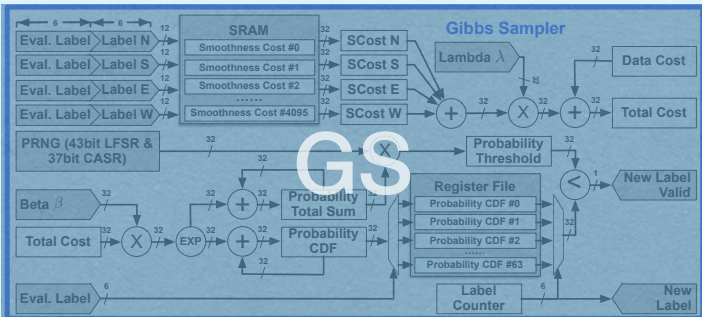 6 6
Gibbs Sampler
SRAM
Eval. Label Label N 12
Smoothness Cost #0
32 SCost N
Eval. Label Label S 12
Smoothness Cost #1
32 SCost S
Eval. Label Label E 12
Smoothness Cost #2
32 SCost E
......
Eval. Label Label W 12
Smoothness Cost #4095
32 SCost W
Lambda λ
32
Data Cost
+ 32 X 32 + 32
Total Cost
PRNG (43bit LFSR &
37bit CASR)
32
X
32
Probability
Threshold
32
GS
<
1
New Label
Valid
Beta β
32
32
+
32
Probability
Total Sum
32
Register File
Probability CDF #0
Probability CDF #1
Probability CDF #2
......
Probability CDF #63
32
Total Cost
32
X
32
EXP
32
+
32
Probability
CDF
32
32
Eval. Label
6
Label
Counter
6
New
Label